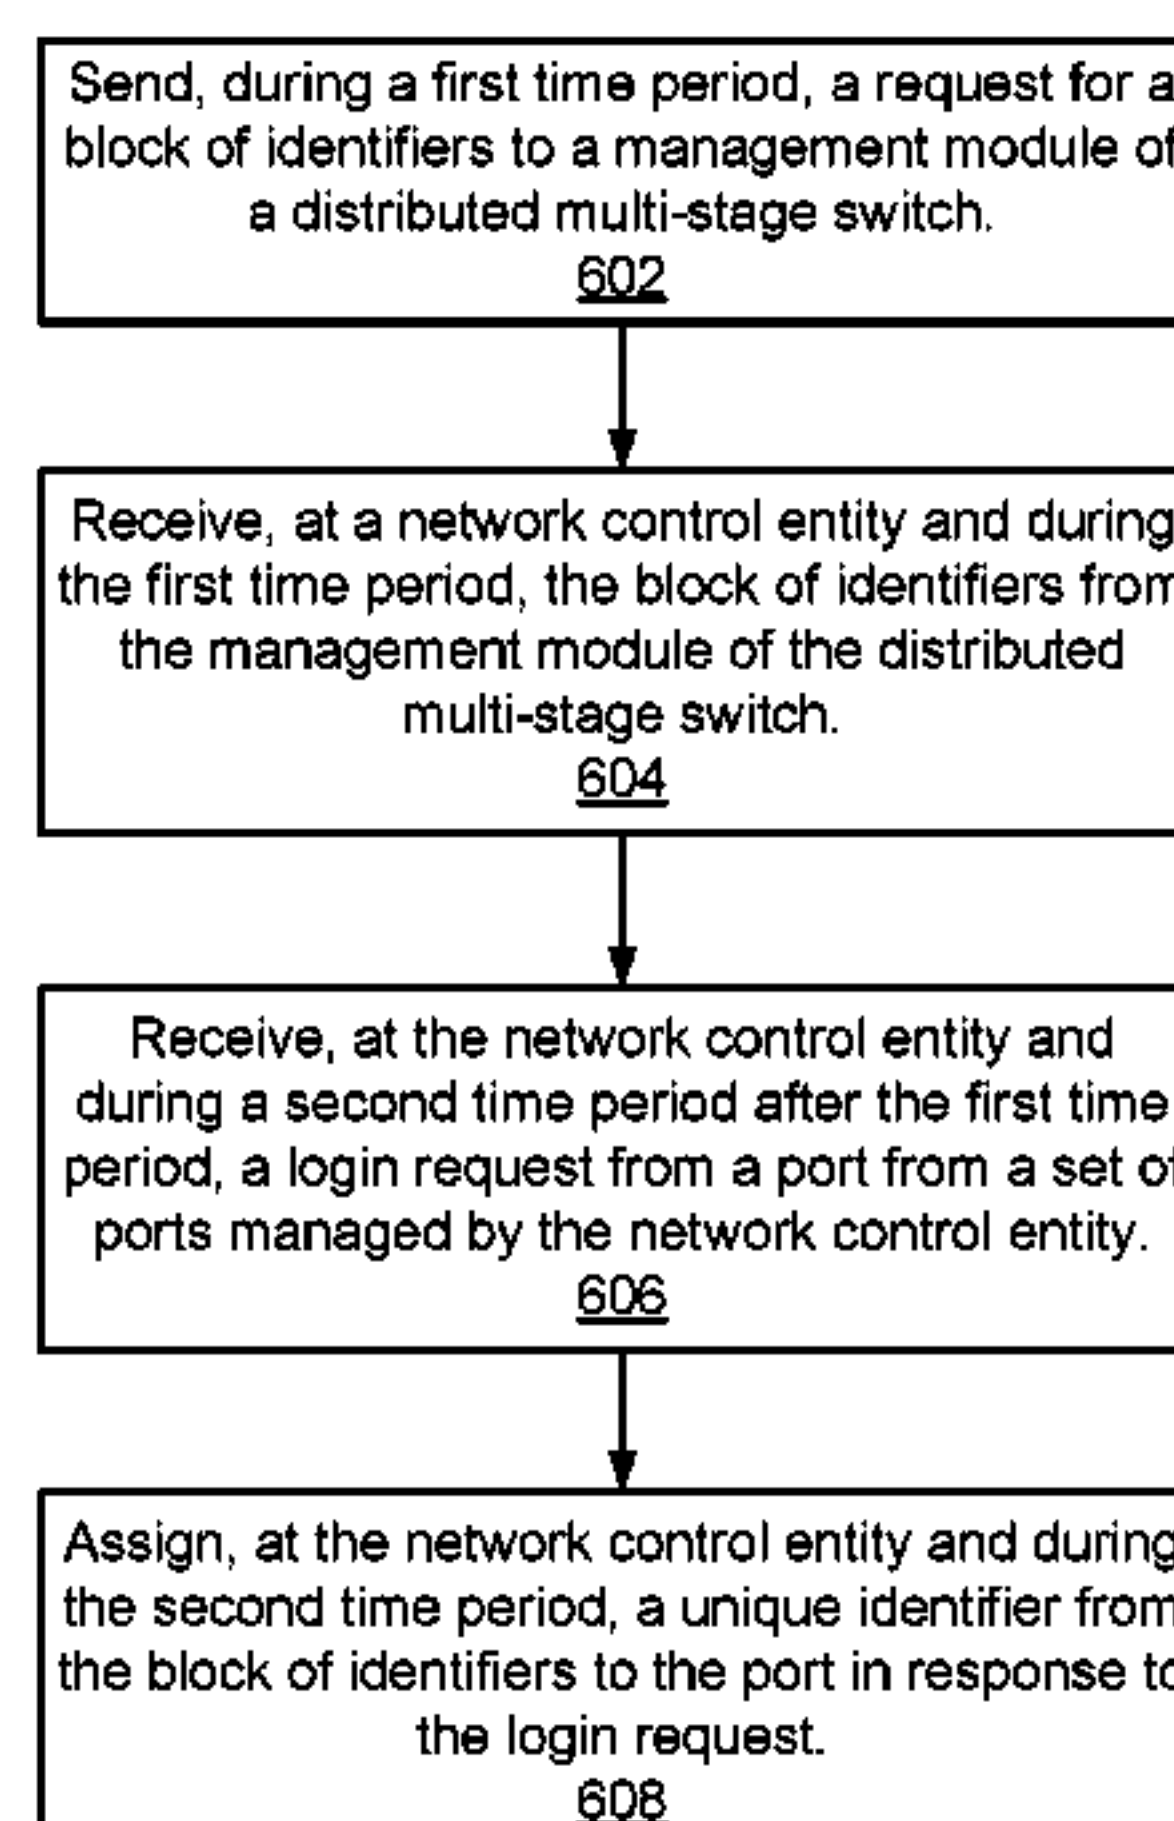 Send, during a first time period, a request for a
block of identifiers to a management module of
a distributed multi-stage switch.
602
Receive, at a network control entity and during
the first time period, the block of identifiers from
the management module of the distributed
multi-stage switch.
604
Receive, at the network control entity and
during a second time period after the first time
period, a login request from a port from a set of
ports managed by the network control entity.
606
Assign, at the network control entity and during
the second time period, a unique identifier from
the block of identifiers to the port in response to
the login request.
608